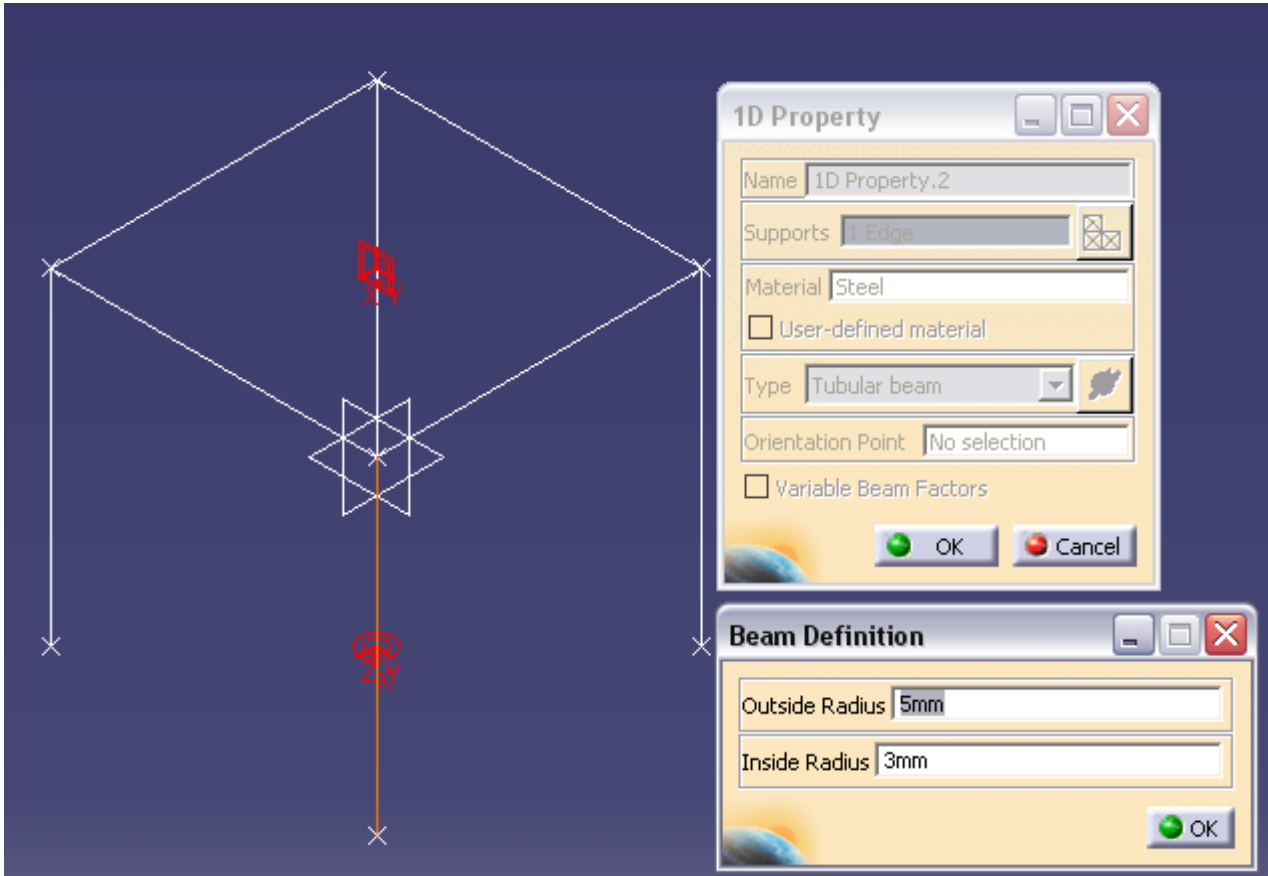 1D Property
Name 1D Property.2
Supports 1 Edge
Material Steel
User-defined material
Type Tubular beam
Orientation Point No selection
Variable Beam Factors
OK Cancel
Beam Definition
Outside Radius 5mm
Inside Radius 3mm
OK